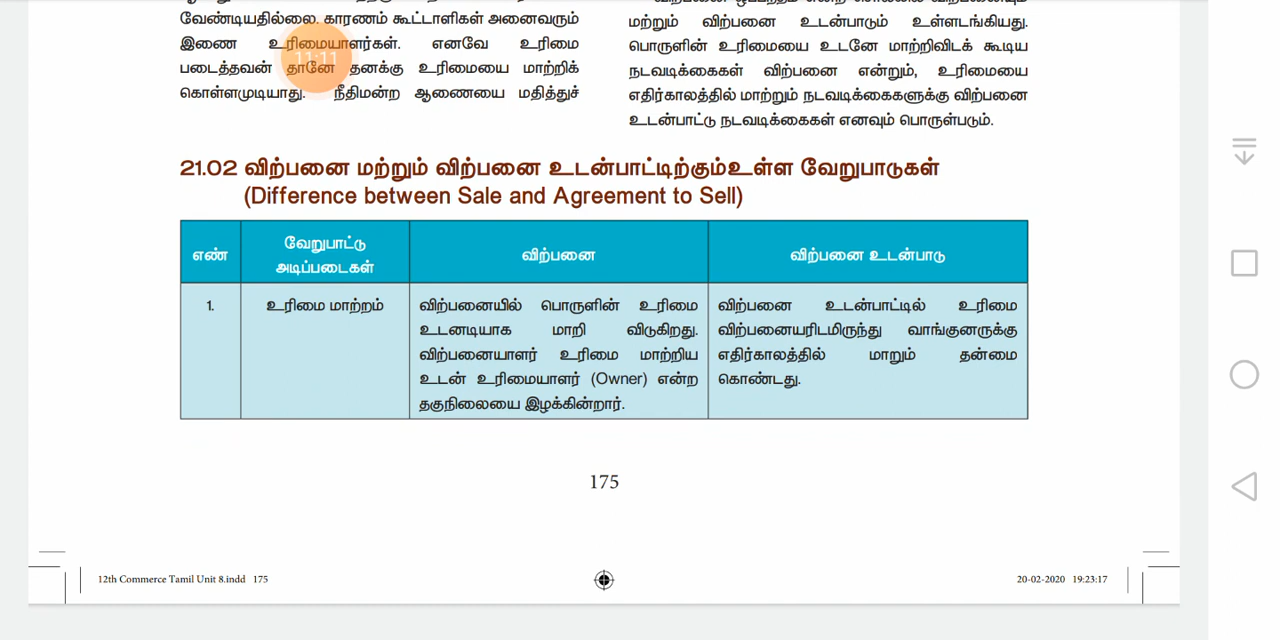 வேண்டியதில்லை. காரணம் கூட்டாளிகள் அனைவரும்
இணை உரிமையாளர்கள். எனவே உரிமை
படைத்தவன் தானே தனக்கு உரிமையை மாற்றிக்
கொள்ளமுடியாது. நீதிமன்ற ஆணையை மதித்துச்
11:11
மற்றும் விற்பனை உடன்பாடும் உள்ளடங்கியது.
பொருளின் உரிமையை உடனே மாற்றிவிடக் கூடிய
நடவடிக்கைகள் விற்பனை என்றும், உரிமையை
எதிர்காலத்தில் மாற்றும் நடவடிக்கைகளுக்கு விற்பனை
உடன்பாட்டு நடவடிக்கைகள் எனவும் பொருள்படும்.
21.02 விற்பனை மற்றும் விற்பனை உடன்பாட்டிற்கும்உள்ள வேறுபாடுகள்
(Difference between Sale and Agreement to Sell)
எண்
வேறுபாட்டு
அடிப்படைகள்
விற்பனை
விற்பனை உடன்பாடு
1.
உரிமை மாற்றம்
விற்பனையில் பொருளின் உரிமை
உடனடியாக மாறி விடுகிறது.
விற்பனையாளர் உரிமை மாற்றிய
உடன் உரிமையாளர் (Owner) என்ற
தகுநிலையை இழக்கின்றார்.
விற்பனை உடன்பாட்டில் உரிமை
விற்பனையரிடமிருந்து வாங்குனருக்கு
எதிர்காலத்தில் மாறும் தன்மை
கொண்டது.
175
12th Commerce Tamil Unit 8.indd 175
20-02-2020 19:23:17